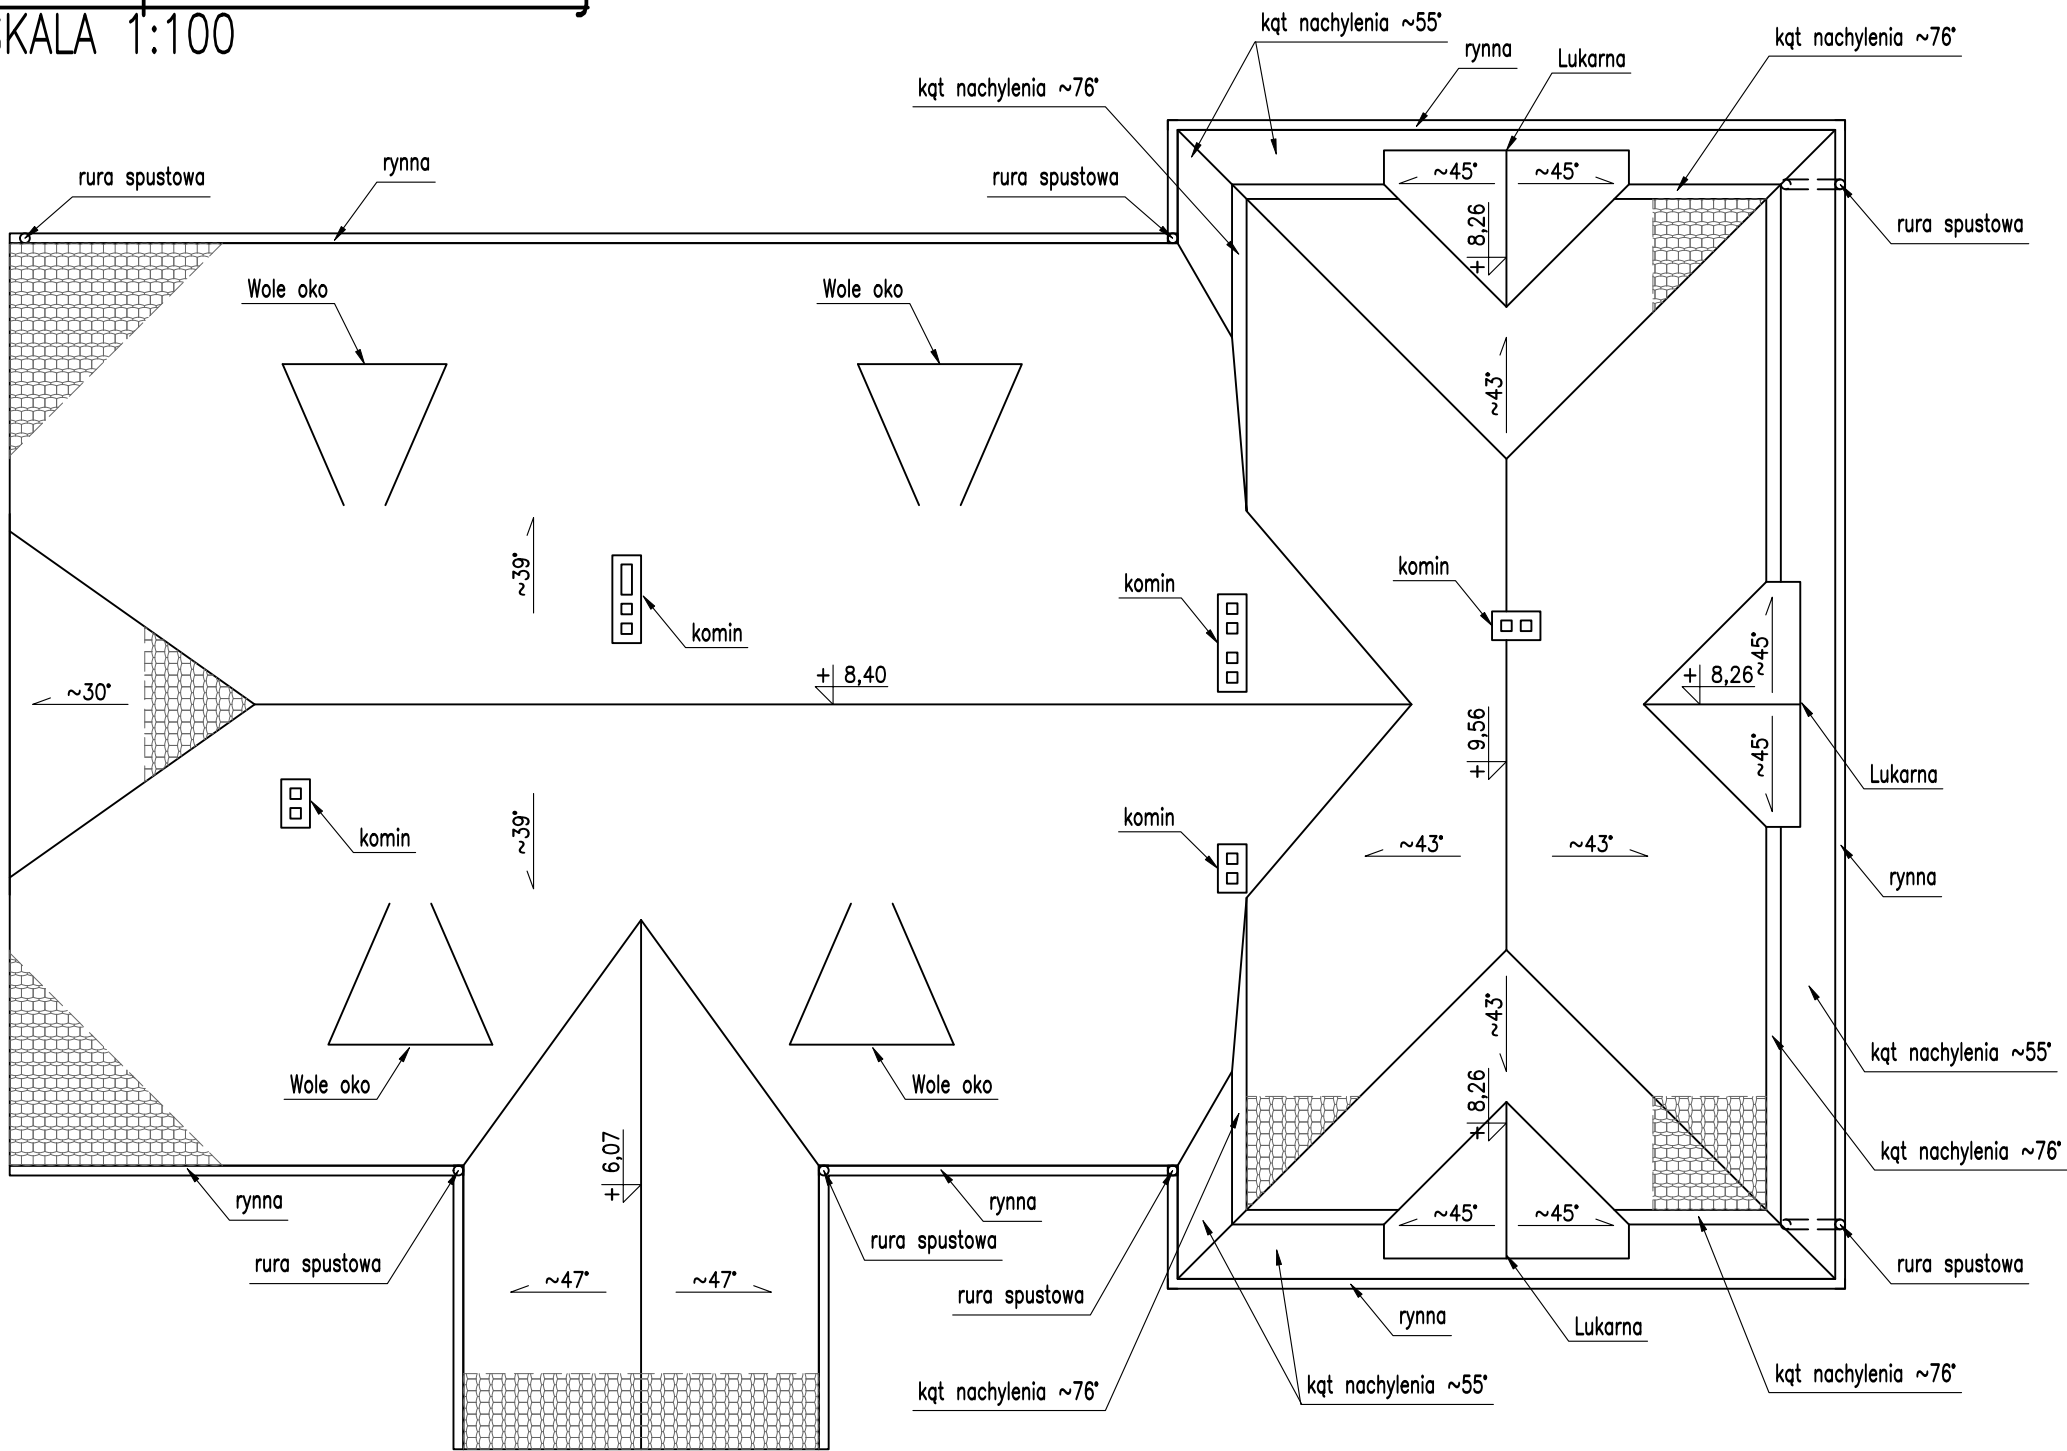 SKALA 1:100
kąt nachylenia ~55°
rynna
Lukarna
kąt nachylenia ~76°
kąt nachylenia ~76°
rynna
rura spustowa
rura spustowa
~45°
~45°
+ 8,26
rura spustowa
Wole oko
Wole oko
~43°
~39°
komin
komin
komin
~45°
+ 8,26
~30°
+ 8,40
+ 9,56
~45°
Lukarna
komin
~39°
komin
~43°
~43°
rynna
~43°
Wole oko
Wole oko
+ 8,26
kąt nachylenia ~55°
+ 6,07
kąt nachylenia ~76°
rynna
rynna
~45°
~45°
rura spustowa
rura spustowa
rura spustowa
~47°
~47°
rura spustowa
rynna
Lukarna
kąt nachylenia ~76°
kąt nachylenia ~55°
kąt nachylenia ~76°